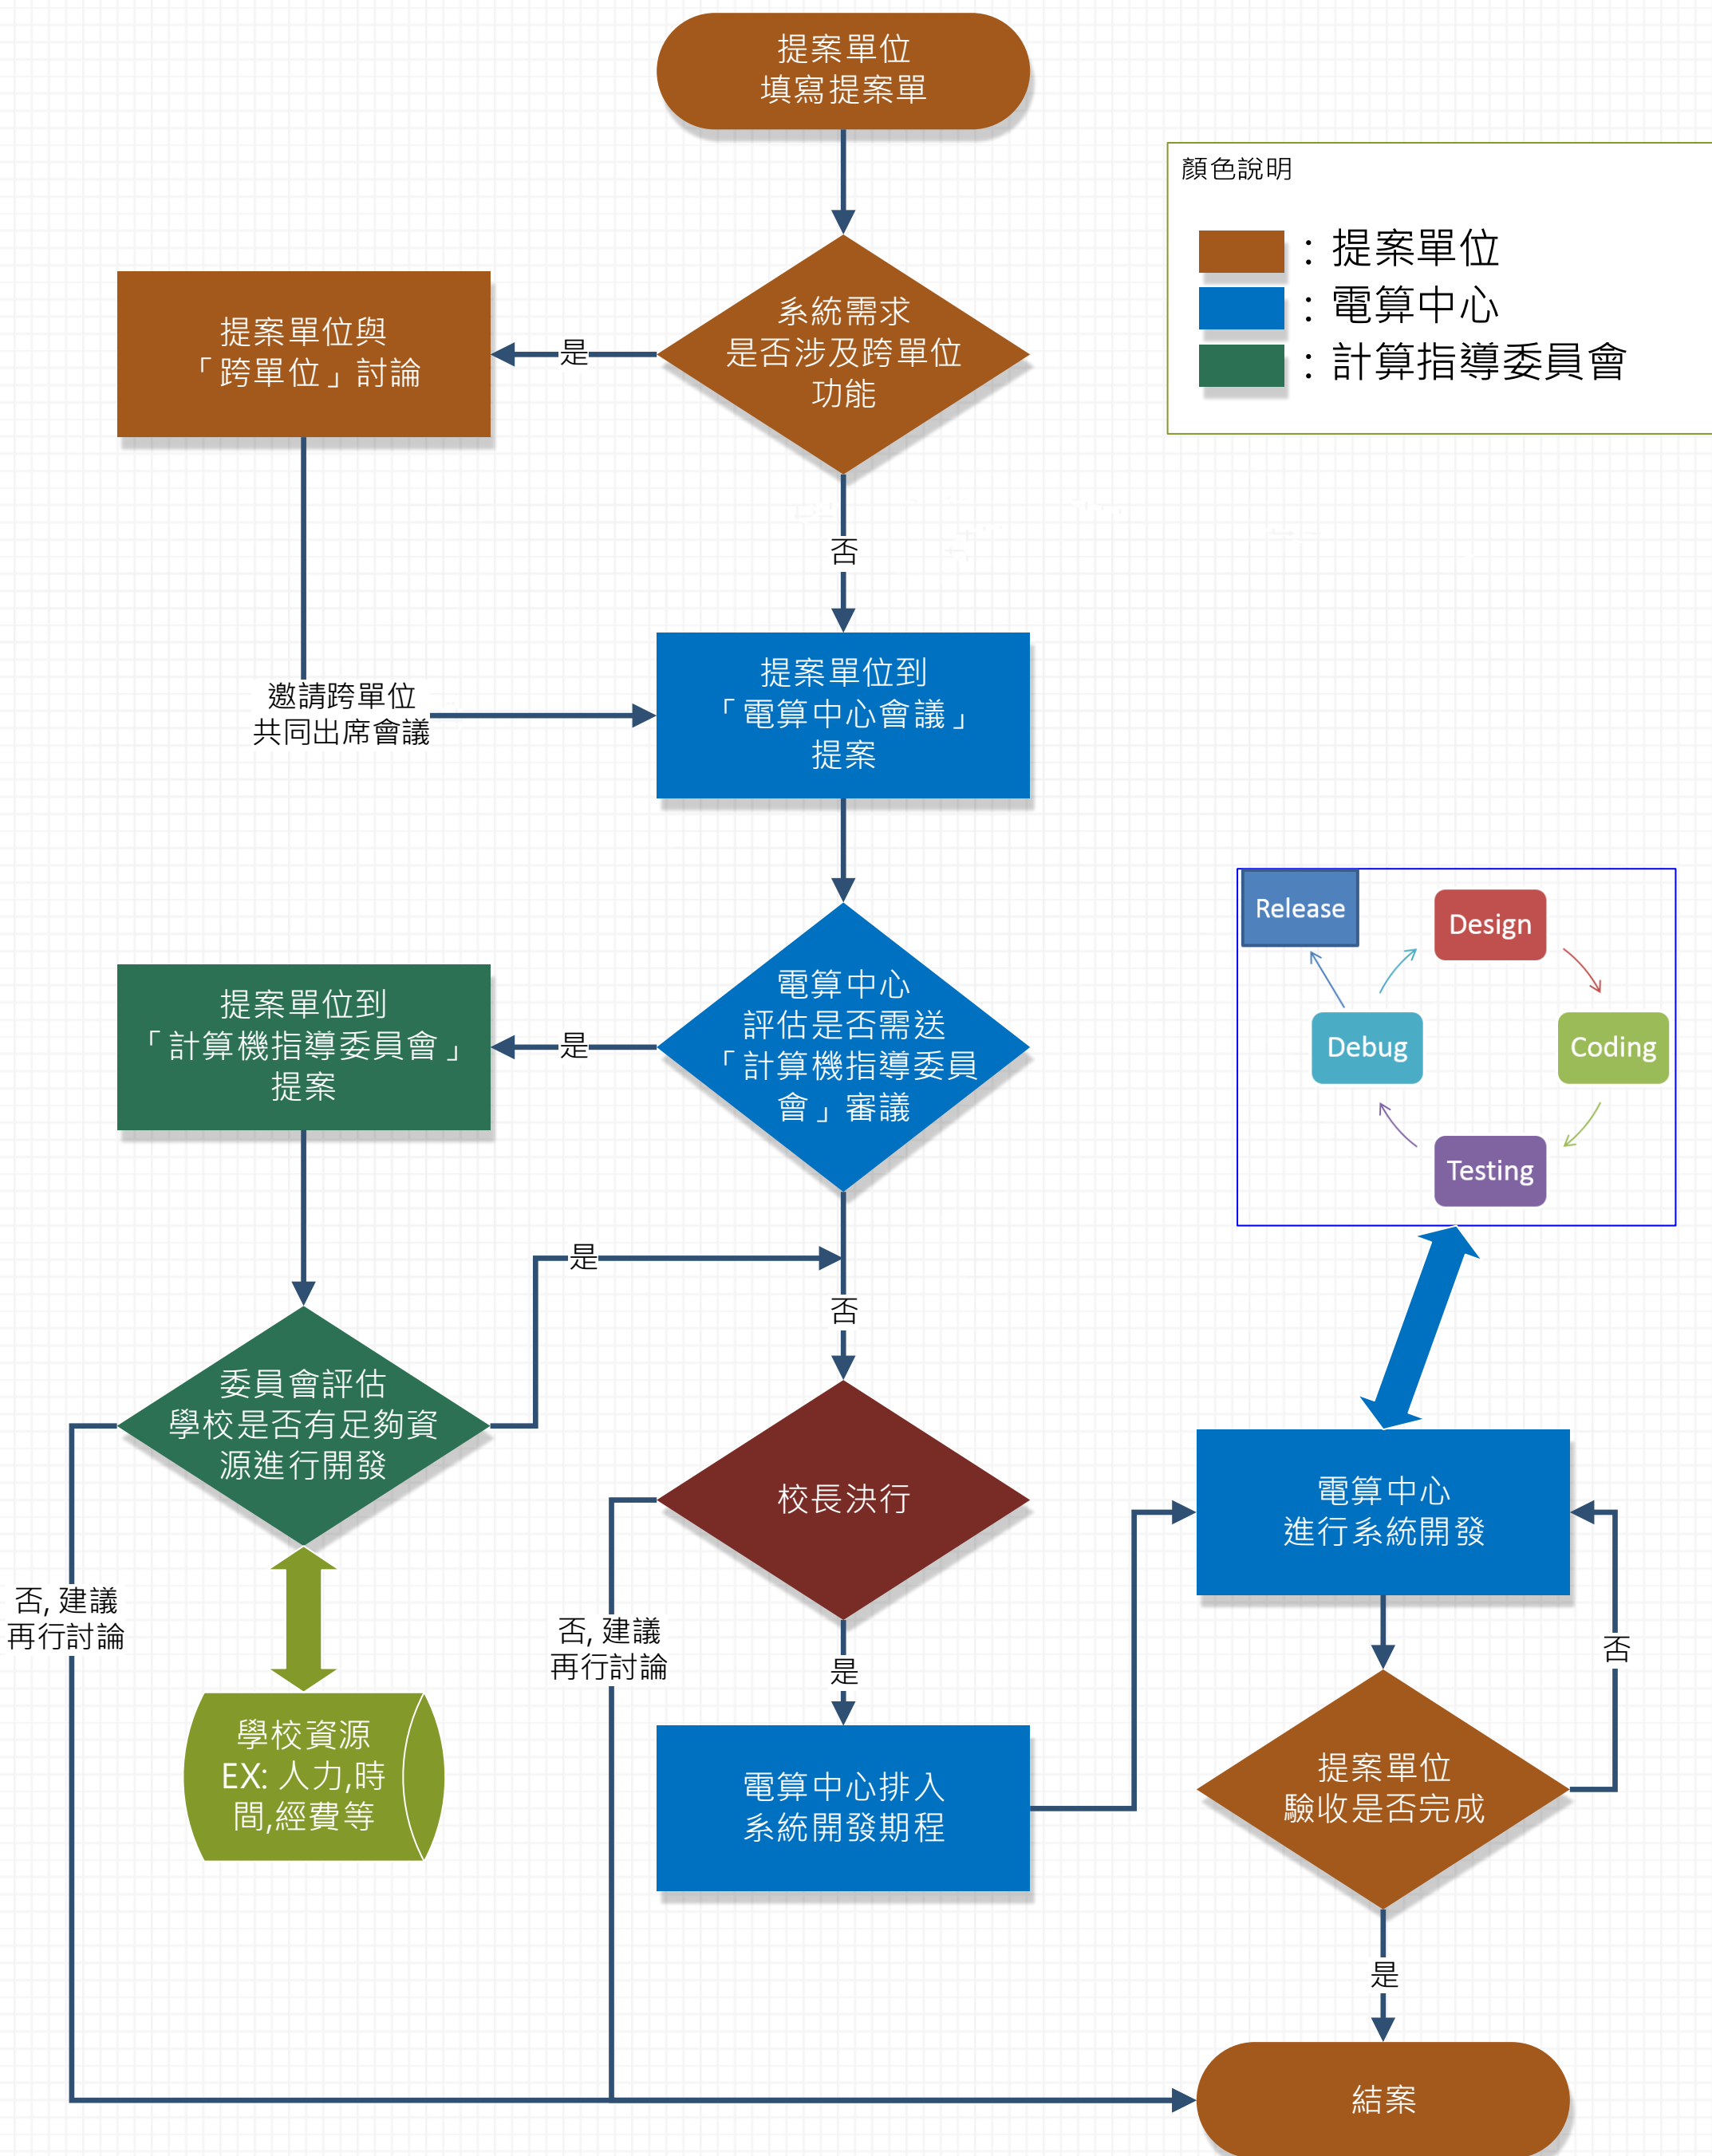 提案單位
填寫提案單
顏色說明
：提案單位
：電算中心
：計算指導委員會
系統需求
是否涉及跨單位
功能
是
提案單位與
「跨單位」討論
否
邀請跨單位
共同出席會議
提案單位到
「電算中心會議」
提案
Release
Design
Debug
Coding
Testing
電算中心
評估是否需送
「計算機指導委員
會」審議
是
提案單位到
「計算機指導委員會」
提案
是
否
委員會評估
學校是否有足夠資
源進行開發
校長決行
電算中心
進行系統開發
否, 建議
再行討論
否, 建議
再行討論
是
否
學校資源
EX: 人力,時
間,經費等
電算中心排入
系統開發期程
提案單位
驗收是否完成
是
結案